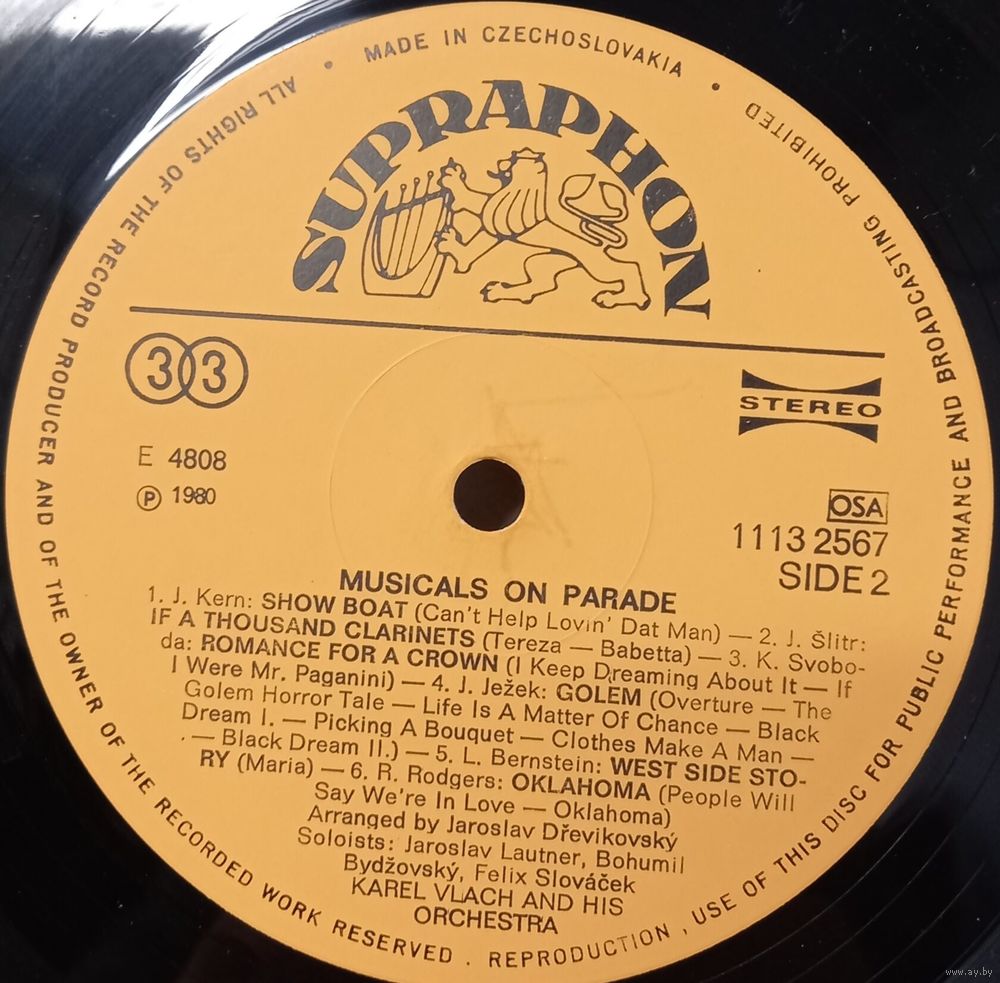 MADE IN CZECHOSLOVAKIA
ALL RIGHTS OF THE RECORD PRODUCER AND OF THE OWNER OF THE RECORDED WORK RESERVED . REPRODUCTION , USE OF THIS DISC FOR PUBLIC PERFORMANCE AND BROADCASTING PROHIBITED
SUPRAPHON
33
STEREO
E 4808
℗ 1980
OSA
1113 2567
SIDE 2
MUSICALS ON PARADE
1. J. Kern: SHOW BOAT (Can't Help Lovin' Dat Man) — 2. J. Šlitr:
IF A THOUSAND CLARINETS (Tereza — Babetta) — 3. K. Svobo-
da: ROMANCE FOR A CROWN (I Keep Dreaming About It — If
I Were Mr. Paganini) — 4. J. Ježek: GOLEM (Overture — The
Golem Horror Tale — Life Is A Matter Of Chance — Black
Dream I. — Picking A Bouquet — Clothes Make A Man —
— Black Dream II.) — 5. L. Bernstein: WEST SIDE STO-
RY (Maria) — 6. R. Rodgers: OKLAHOMA (People Will
Say We're In Love — Oklahoma)
Arranged by Jaroslav Dřevikovský
Soloists: Jaroslav Lautner, Bohumil
Bydžovský, Felix Slováček
KAREL VLACH AND HIS
ORCHESTRA
www.ay.by